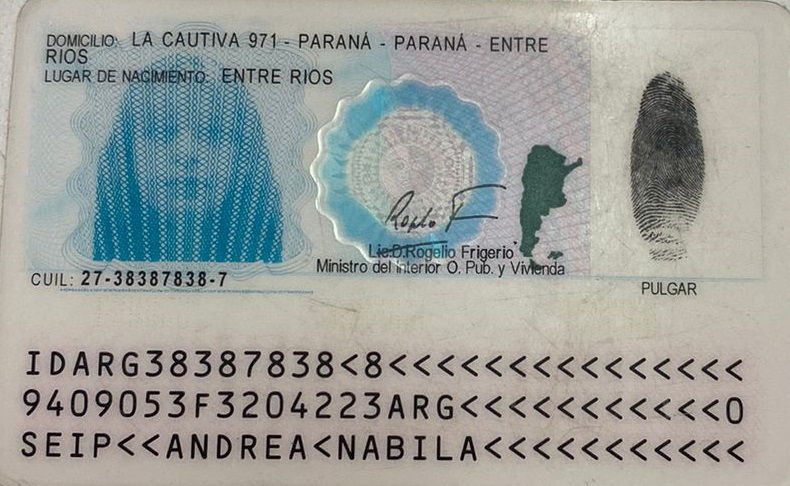 DOMICILIO: LA CAUTIVA 971 - PARANÁ - PARANÁ - ENTRE
RIOS
LUGAR DE NACIMIENTO: ENTRE RIOS
Lic.D.Rogelio Frigerio
Ministro del Interior O. Pub. y Vivienda
CUIL: 27-38387838-7
PULGAR
IDARG38387838<8<<<<<<<<<<<<<<<
9409053F3204223ARG<<<<<<<<<<<0
SEIP<<ANDREA<NABILA<<<<<<<<<<<